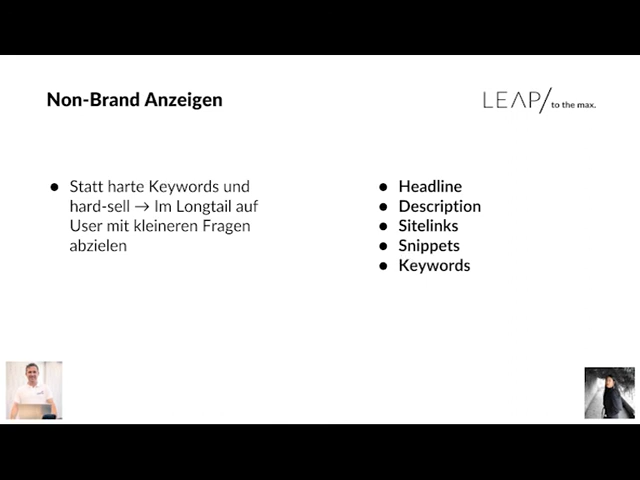 Non-Brand Anzeigen
LEAP/ to the max.
● Statt harte Keywords und
hard-sell → Im Longtail auf
User mit kleineren Fragen
abzielen
● Headline
● Description
● Sitelinks
● Snippets
● Keywords